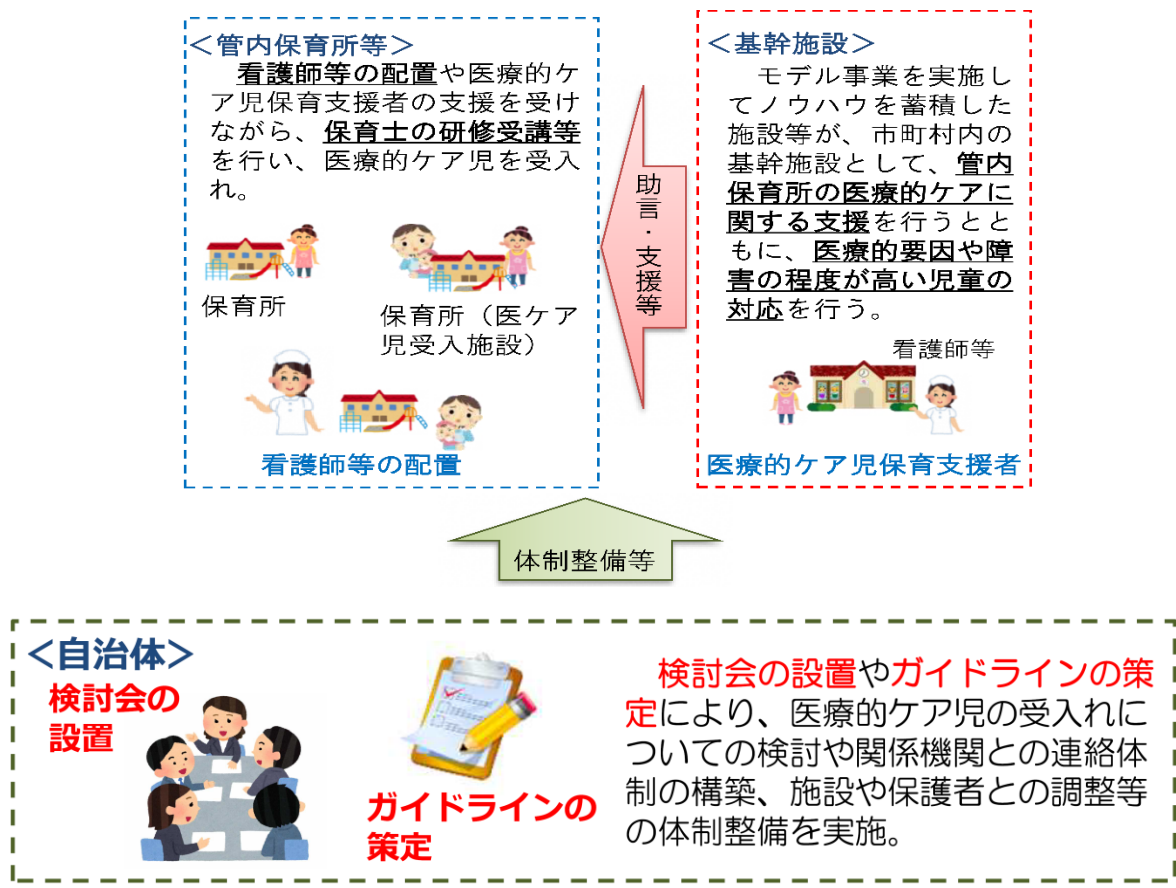 ＜管内保育所等＞
看護師等の配置や医療的ケ
ア児保育支援者の支援を受け
ながら、保育士の研修受講等
を行い、医療的ケア児を受入
れ。
保育所
保育所（医ケア
児受入施設）
看護師等の配置
助言・支援等
＜基幹施設＞
モデル事業を実施し
てノウハウを蓄積した
施設等が、市町村内の
基幹施設として、管内
保育所の医療的ケアに
関する支援を行うとと
もに、医療的要因や障
害の程度が高い児童の
対応を行う。
看護師等
医療的ケア児保育支援者
体制整備等
＜自治体＞
検討会の
設置
ガイドラインの
策定
検討会の設置やガイドラインの策
定により、医療的ケア児の受入れに
ついての検討や関係機関との連絡体
制の構築、施設や保護者との調整等
の体制整備を実施。